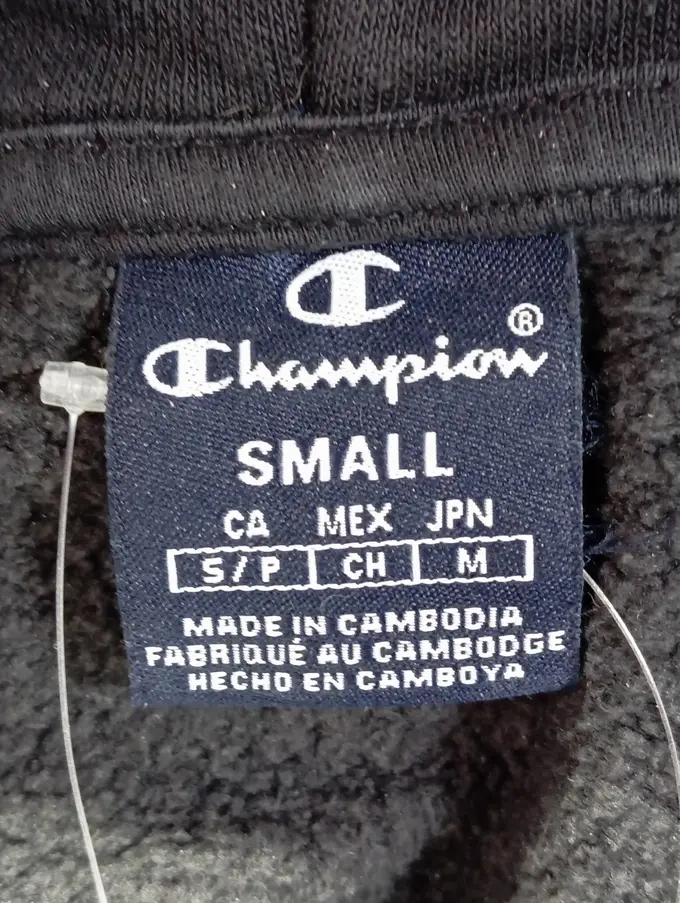 Champion®
SMALL
CA MEX JPN
S/P CH M
MADE IN CAMBODIA
FABRIQUÉ AU CAMBODGE
HECHO EN CAMBOYA